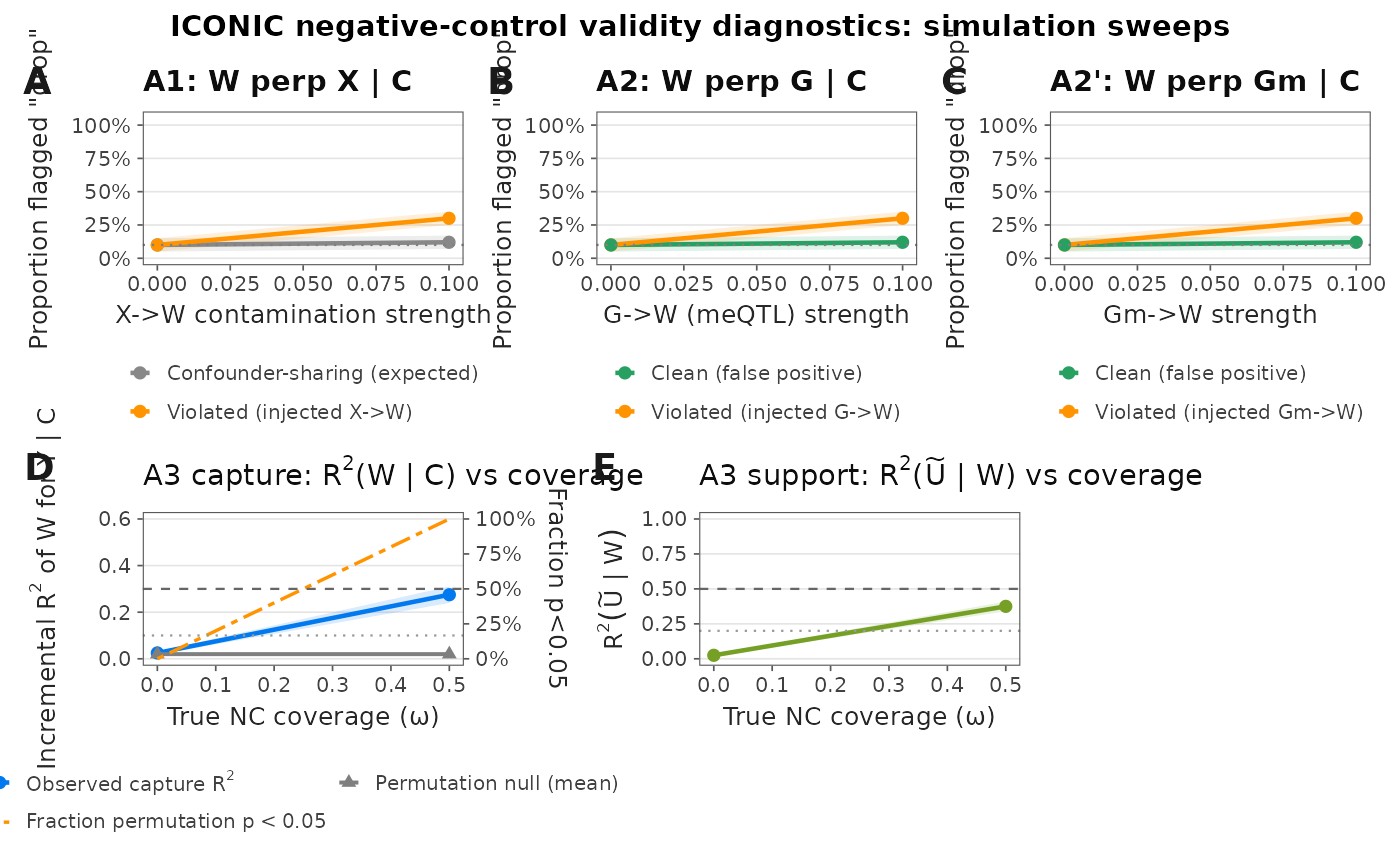 ICONIC negative-control validity diagnostics: simulation sweeps
A
A1: W perp X | C
Proportion flagged "drop"
100%
75%
50%
25%
0%
0.000 0.025 0.050 0.075 0.100
X->W contamination strength
Confounder-sharing (expected)
Violated (injected X->W)
B
A2: W perp G | C
Proportion flagged "drop"
100%
75%
50%
25%
0%
0.000 0.025 0.050 0.075 0.100
G->W (meQTL) strength
Clean (false positive)
Violated (injected G->W)
C
A2': W perp Gm | C
Proportion flagged "drop"
100%
75%
50%
25%
0%
0.000 0.025 0.050 0.075 0.100
Gm->W strength
Clean (false positive)
Violated (injected Gm->W)
D
A3 capture: R²(W | C) vs coverage
Incremental R² of W for | C
0.6
0.4
0.2
0.0
100%
75%
50%
25%
0%
Fraction p<0.05
0.0 0.1 0.2 0.3 0.4 0.5
True NC coverage (ω)
Observed capture R²
Permutation null (mean)
Fraction permutation p < 0.05
E
A3 support: R²(Ũ | W) vs coverage
R²(Ũ | W)
1.00
0.75
0.50
0.25
0.00
0.0 0.1 0.2 0.3 0.4 0.5
True NC coverage (ω)